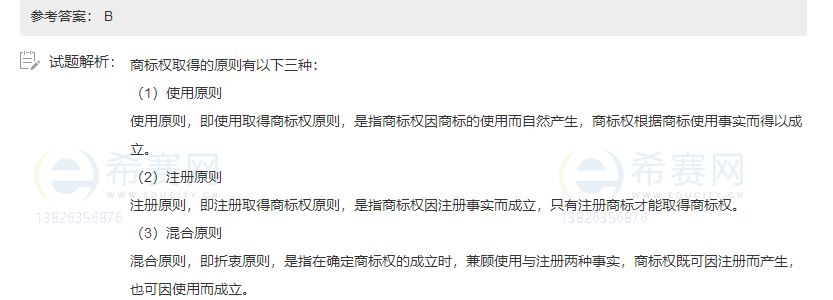 参考答案： B
试题解析： 商标权取得的原则有以下三种：
（1）使用原则
使用原则，即使用取得商标权原则，是指商标权因商标的使用而自然产生，商标权根据商标使用事实而得以成
立。
（2）注册原则
注册原则，即注册取得商标权原则，是指商标权因注册事实而成立，只有注册商标才能取得商标权。
（3）混合原则
混合原则，即折衷原则，是指在确定商标权的成立时，兼顾使用与注册两种事实，商标权既可因注册而产生，
也可因使用而成立。
希赛网 希赛网
WWW.EDUCITY.CN WWW.EDUCITY.CN
13826356876 13826356876